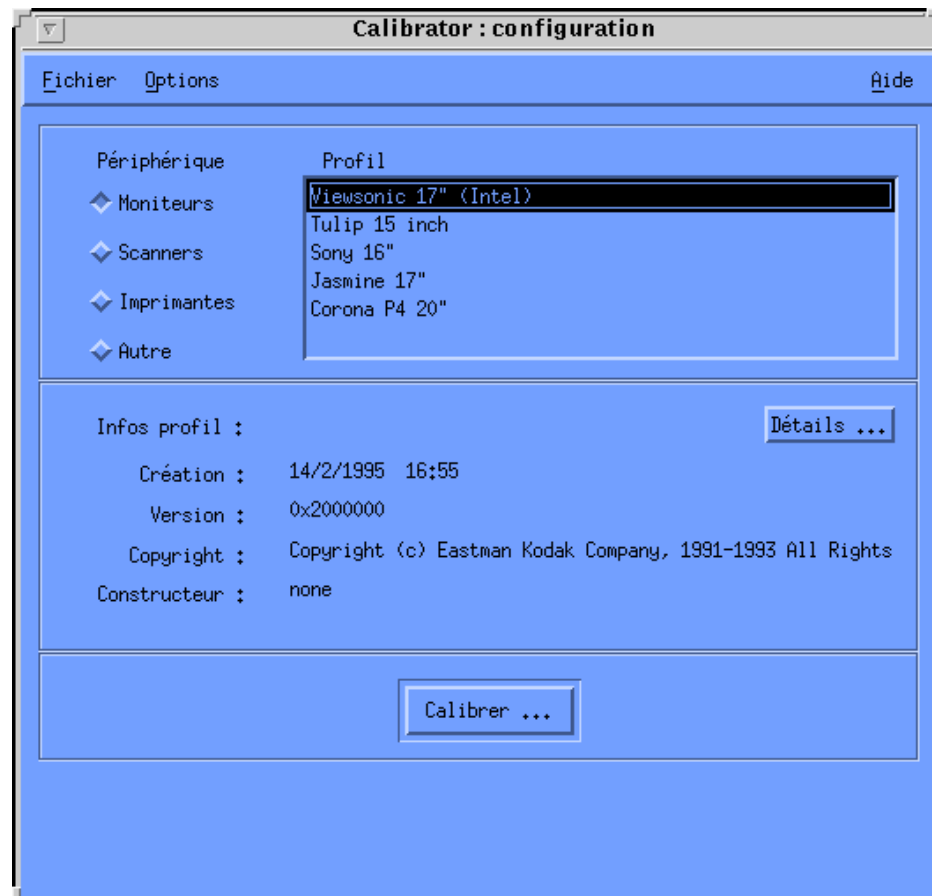 Calibrator : configuration
Fichier Options Aide
Périphérique Profil
Moniteurs
Scanners
Imprimantes
Autre
Viewsonic 17" (Intel)
Tulip 15 inch
Sony 16"
Jasmine 17"
Corona P4 20"
Infos profil : Détails ...
Création : 14/2/1995 16:55
Version : 0x2000000
Copyright : Copyright (c) Eastman Kodak Company, 1991-1993 All Rights
Constructeur : none
Calibrer ...